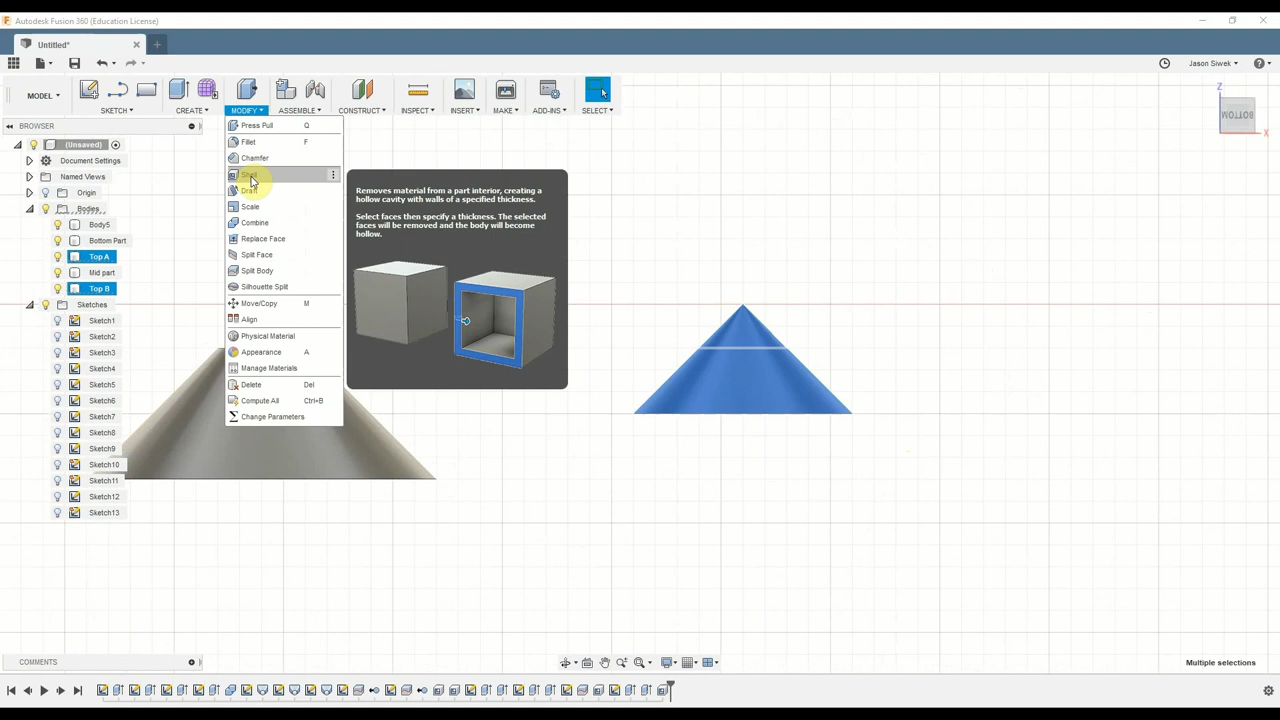 Autodesk Fusion 360 (Education License)
Untitled*
Jason Siwek
MODEL
SKETCH
CREATE
MODIFY
ASSEMBLE
CONSTRUCT
INSPECT
INSERT
MAKE
ADD-INS
SELECT
BROWSER
(Unsaved)
Document Settings
Named Views
Origin
Bodies
Body5
Bottom Part
Top A
Mid part
Top B
Sketches
Sketch1
Sketch2
Sketch3
Sketch4
Sketch5
Sketch6
Sketch7
Sketch8
Sketch9
Sketch10
Sketch11
Sketch12
Sketch13
Press Pull Q
Fillet F
Chamfer
Shell
Draft
Scale
Combine
Replace Face
Split Face
Split Body
Silhouette Split
Move/Copy M
Align
Physical Material
Appearance A
Manage Materials
Delete Del
Compute All Ctrl+B
Change Parameters
Removes material from a part interior, creating a
hollow cavity with walls of a specified thickness.
Select faces then specify a thickness. The selected
faces will be removed and the body will become
hollow.
Z
BOTTOM
X
COMMENTS
Multiple selections